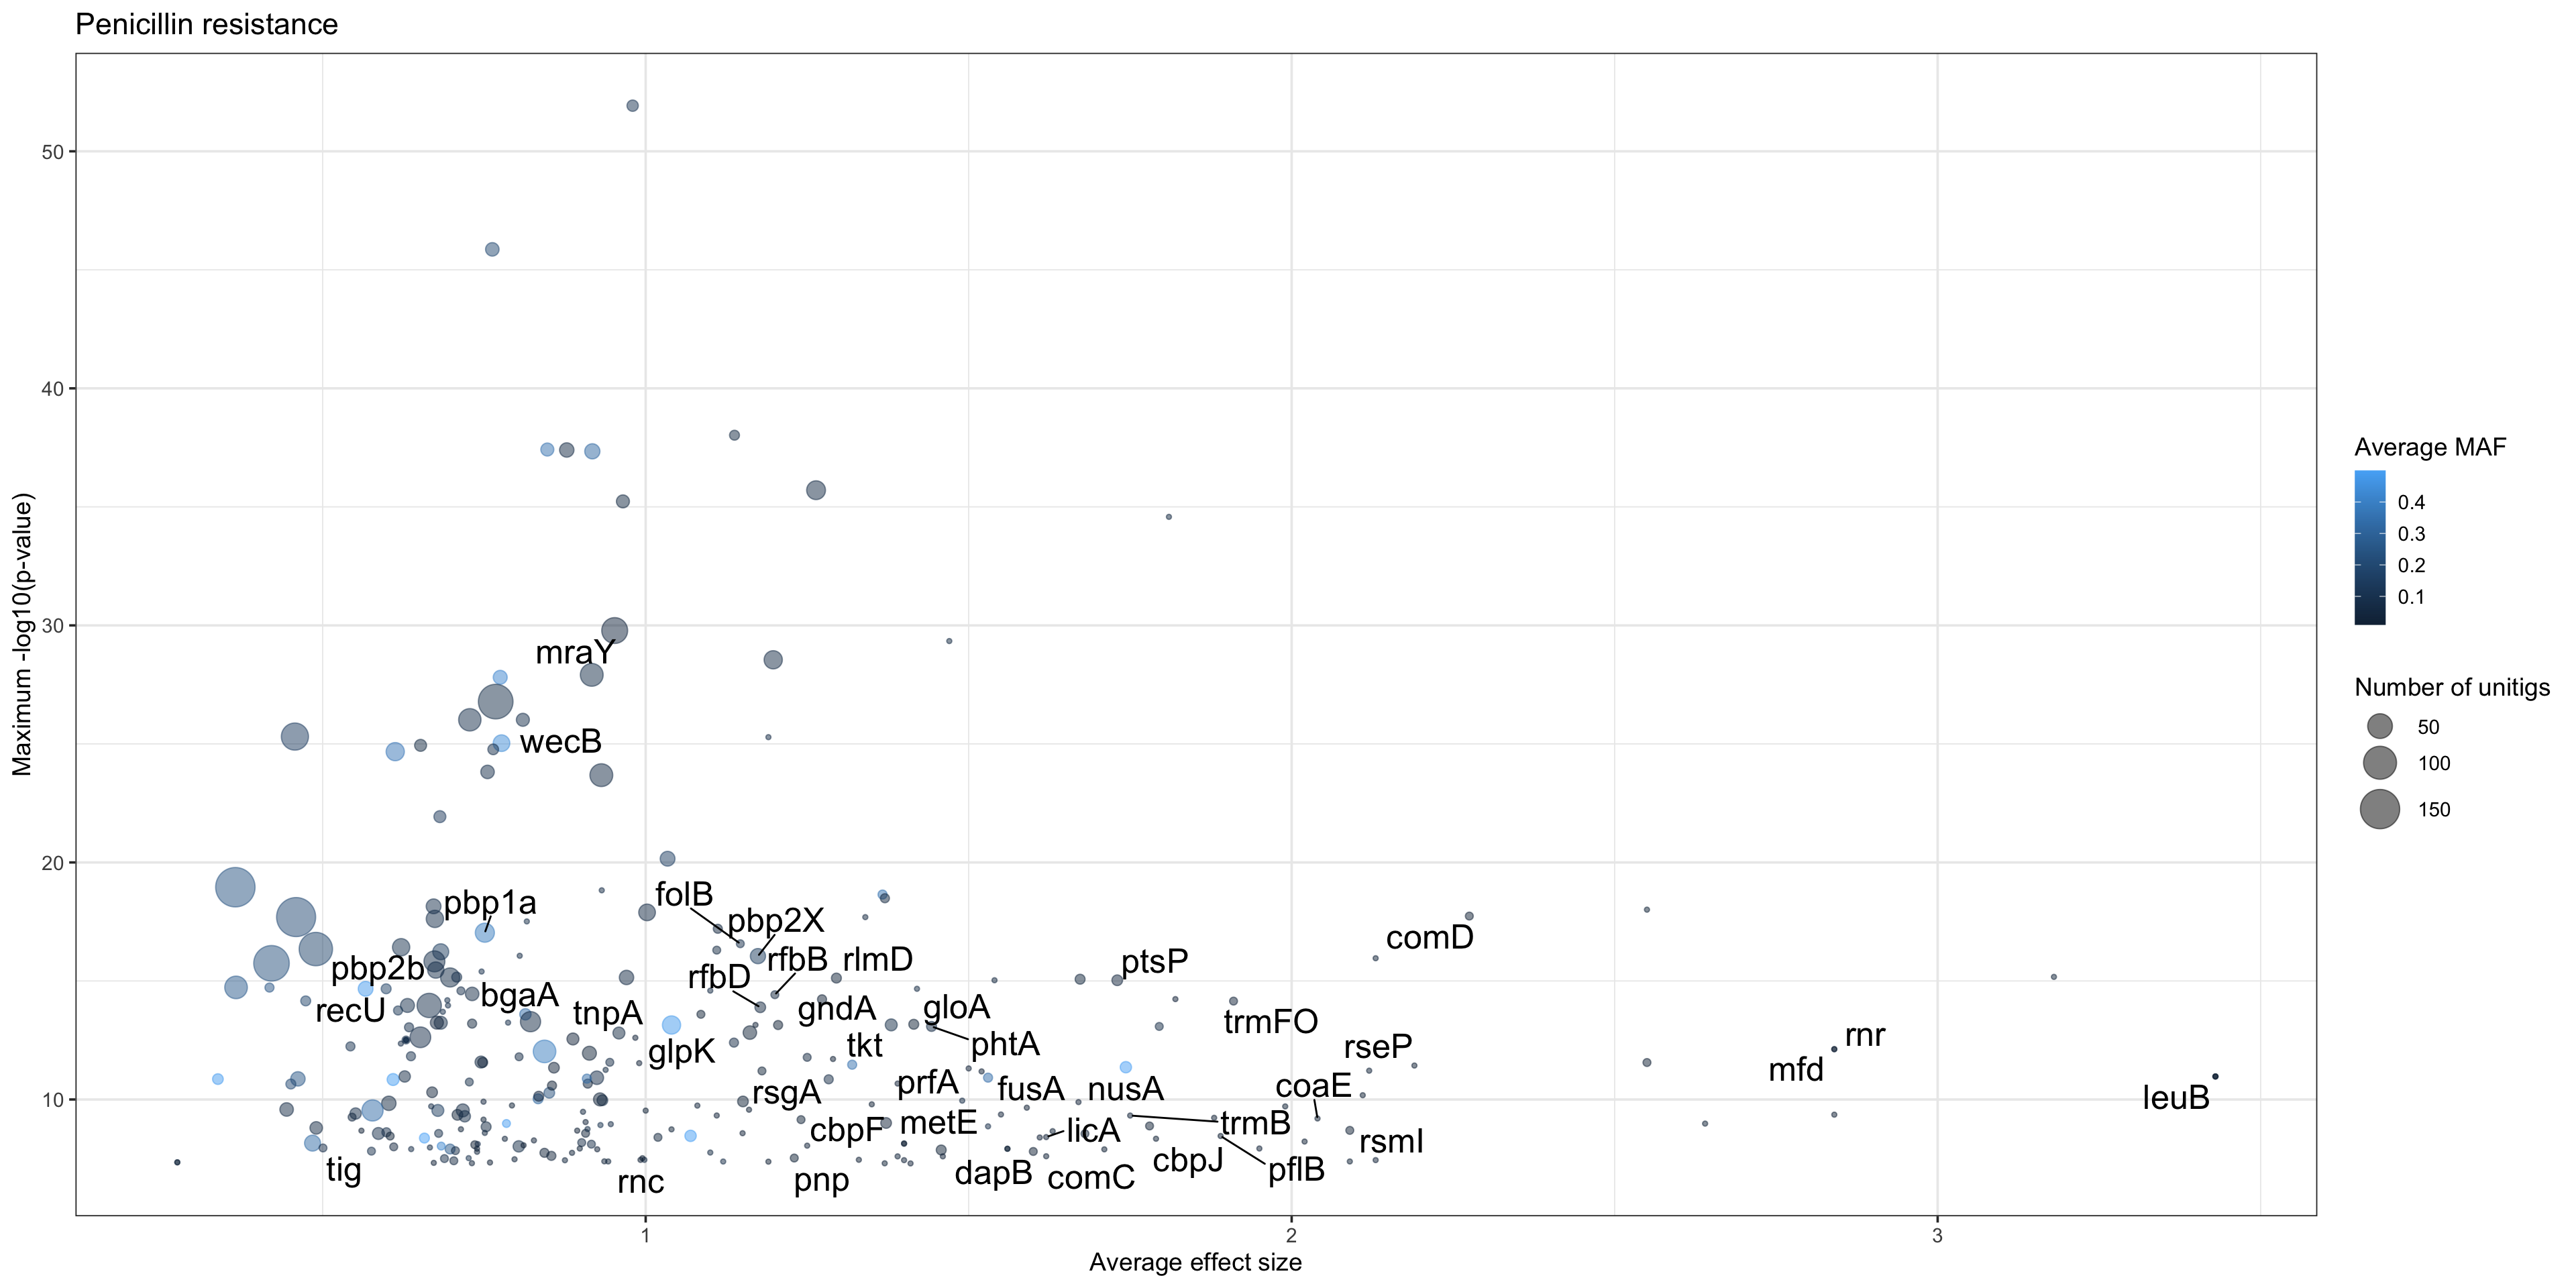 Penicillin resistance
Maximum -log10(p-value)
50
40
30
20
10
mraY
wecB
pbp1a
folB
pbp2X
comD
pbp2b
rfbD
rfbB
rlmD
ptsP
recU
bgaA
tnpA
gndA
gloA
trmFO
glpK
tkt
phtA
rseP
rnr
mfd
rsgA
prfA
fusA
nusA
coaE
leuB
cbpF
metE
licA
trmB
rsmI
tig
rnc
pnp
dapB
comC
cbpJ
pflB
1
2
3
Average effect size
Average MAF
0.4
0.3
0.2
0.1
Number of unitigs
50
100
150